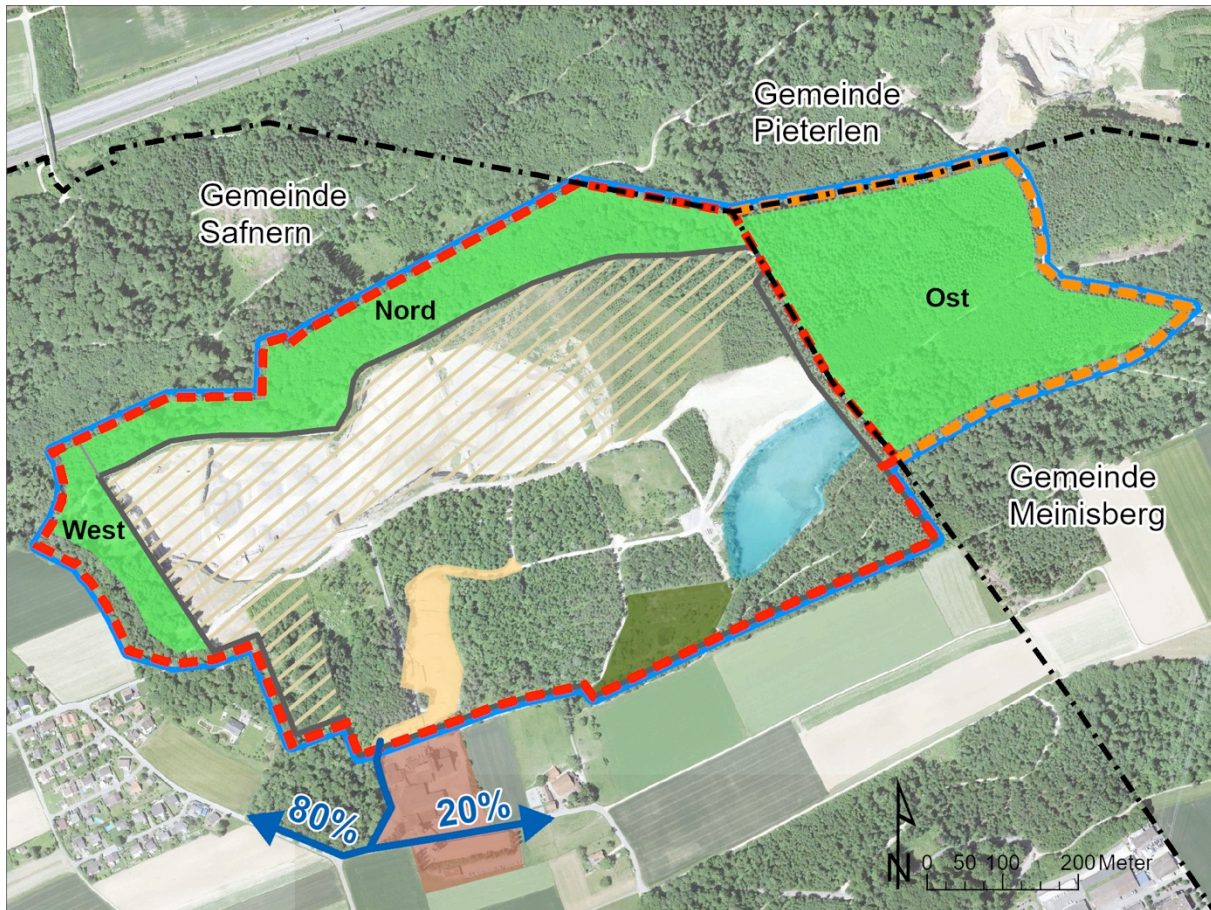 Gemeinde
Pieterlen
Gemeinde
Safnern
Nord
Ost
Gemeinde
Meinisberg
West
80%
20%
N
0 50 100 200 Meter